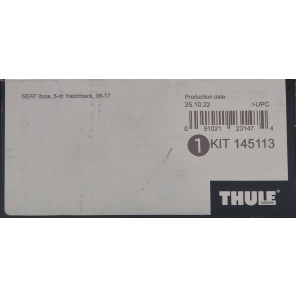 SEAT Ibiza, 5-dr Hatchback, 08-17
Production date:
25.10.22 >UPC
0 91021 23147 4
1 KIT 145113
THULE